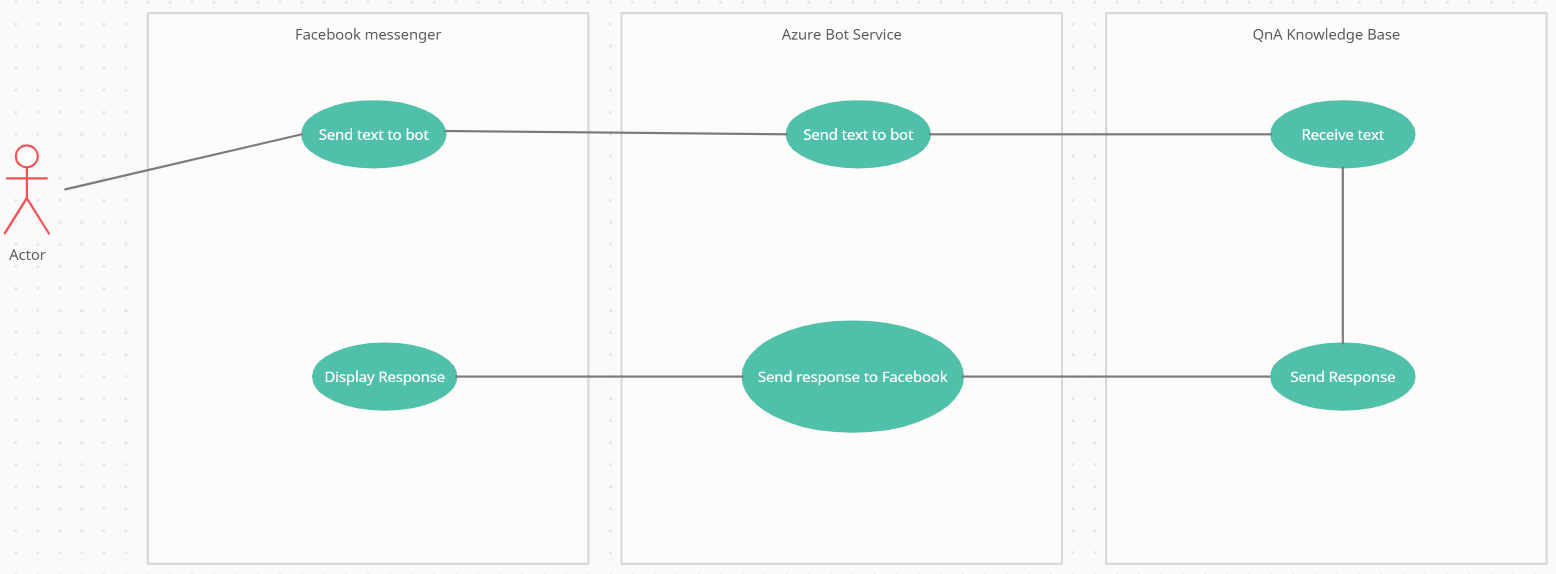 Facebook messenger
Azure Bot Service
QnA Knowledge Base
Send text to bot
Send text to bot
Receive text
Actor
Display Response
Send response to Facebook
Send Response